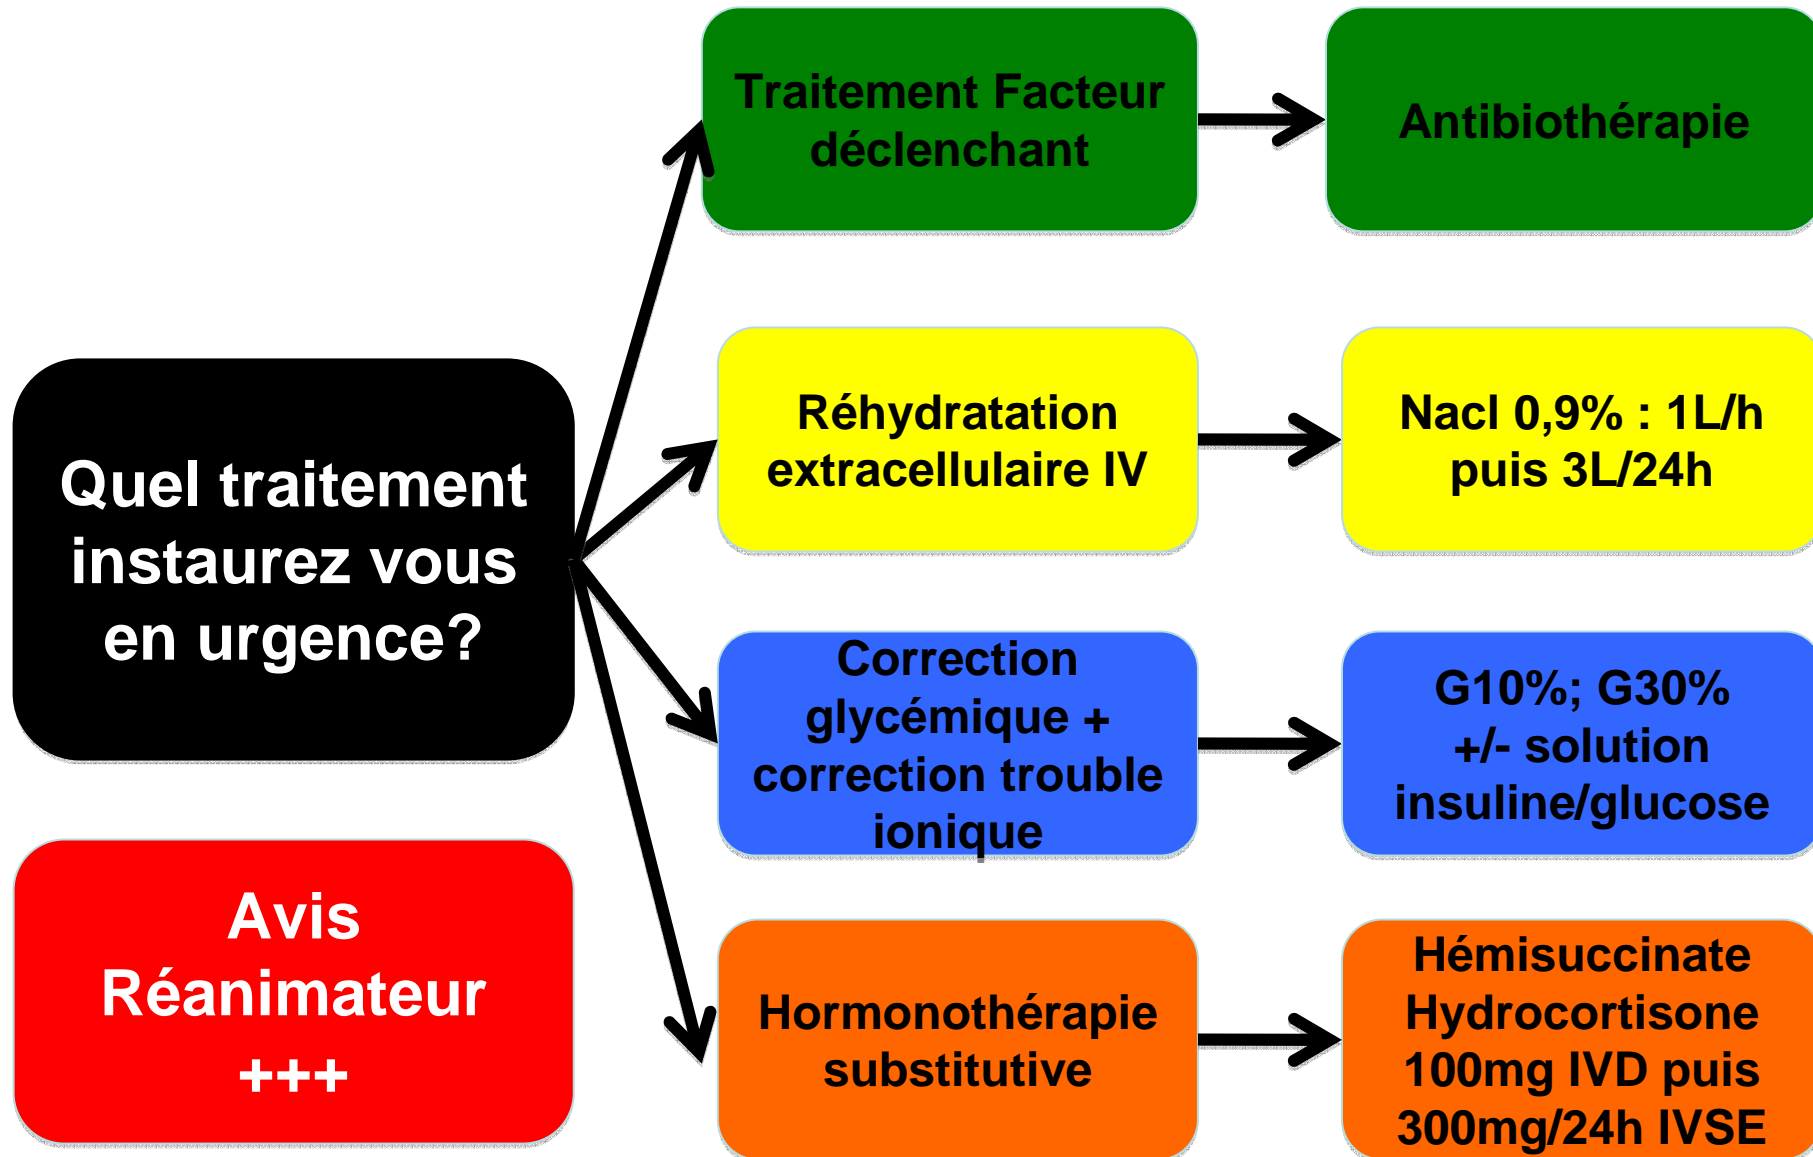 Quel traitement
instaurez vous
en urgence?
Avis
Réanimateur
+++
Traitement Facteur
déclenchant
Antibiothérapie
Réhydratation
extracellulaire IV
Nacl 0,9% : 1L/h
puis 3L/24h
Correction
glycémique +
correction trouble
ionique
G10%; G30%
+/- solution
insuline/glucose
Hormonothérapie
substitutive
Hémisuccinate
Hydrocortisone
100mg IVD puis
300mg/24h IVSE